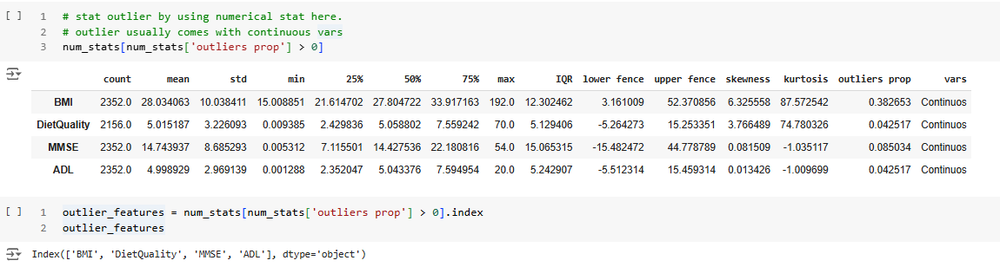 [ ] 1 # stat outlier by using numerical stat here.
2 # outlier usually comes with continuous vars
3 num_stats[num_stats['outliers prop'] > 0]
count mean std min 25% 50% 75% max IQR lower fence upper fence skewness kurtosis outliers prop vars
BMI 2352.0 28.034063 10.038411 15.008851 21.614702 27.804722 33.917163 192.0 12.302462 3.161009 52.370856 6.325558 87.572542 0.382653 Continuos
DietQuality 2156.0 5.015187 3.226093 0.009385 2.429836 5.058802 7.559242 70.0 5.129406 -5.264273 15.253351 3.766489 74.780326 0.042517 Continuos
MMSE 2352.0 14.743937 8.685293 0.005312 7.115501 14.427536 22.180816 54.0 15.065315 -15.482472 44.778789 0.081509 -1.035117 0.085034 Continuos
ADL 2352.0 4.998929 2.969139 0.001288 2.352047 5.043376 7.594954 20.0 5.242907 -5.512314 15.459314 0.013426 -1.009699 0.042517 Continuos
[ ] 1 outlier_features = num_stats[num_stats['outliers prop'] > 0].index
2 outlier_features
Index(['BMI', 'DietQuality', 'MMSE', 'ADL'], dtype='object')